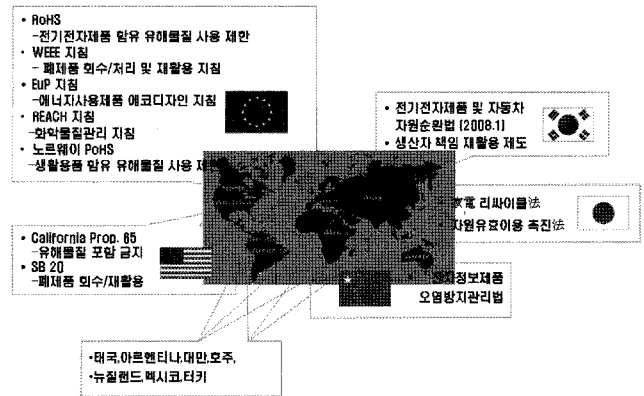 • RoHS
-전기전자제품 함유 유해물질 사용 제한
• WEEE 지침
- 폐제품 회수/처리 및 재활용 지침
• EuP 지침
-에너지사용제품 에코디자인 지침
• REACH 지침
-화학물질관리 지침
• 노르웨이 PoHS
-생활용품 함유 유해물질 사용
• 전기전자제품 및 자동차
자원순환법 (2008.1)
• 생산자 책임 재활용 제도
리싸이클法
자원유효이용 촉진法
• California Prop. 65
-유해물질 포함 금지
• SB 20
-폐제품 회수/재활용
오염방지관리법
•태국,아르헨티나,대만,호주,
•뉴질랜드,멕시코,터키